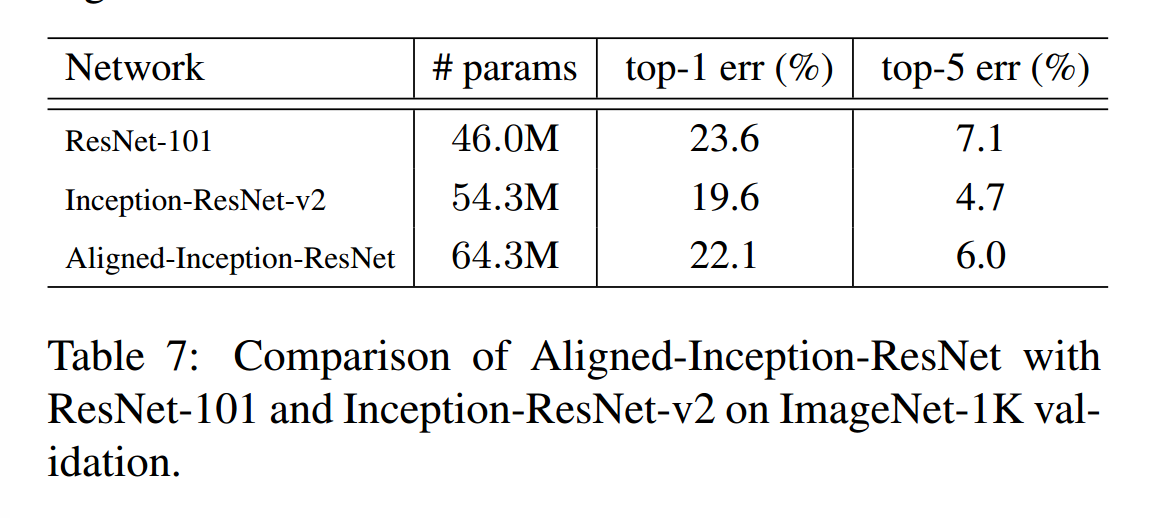 Network # params top-1 err (%) top-5 err (%)
ResNet-101 46.0M 23.6 7.1
Inception-ResNet-v2 54.3M 19.6 4.7
Aligned-Inception-ResNet 64.3M 22.1 6.0
Table 7: Comparison of Aligned-Inception-ResNet with
ResNet-101 and Inception-ResNet-v2 on ImageNet-1K val-
idation.